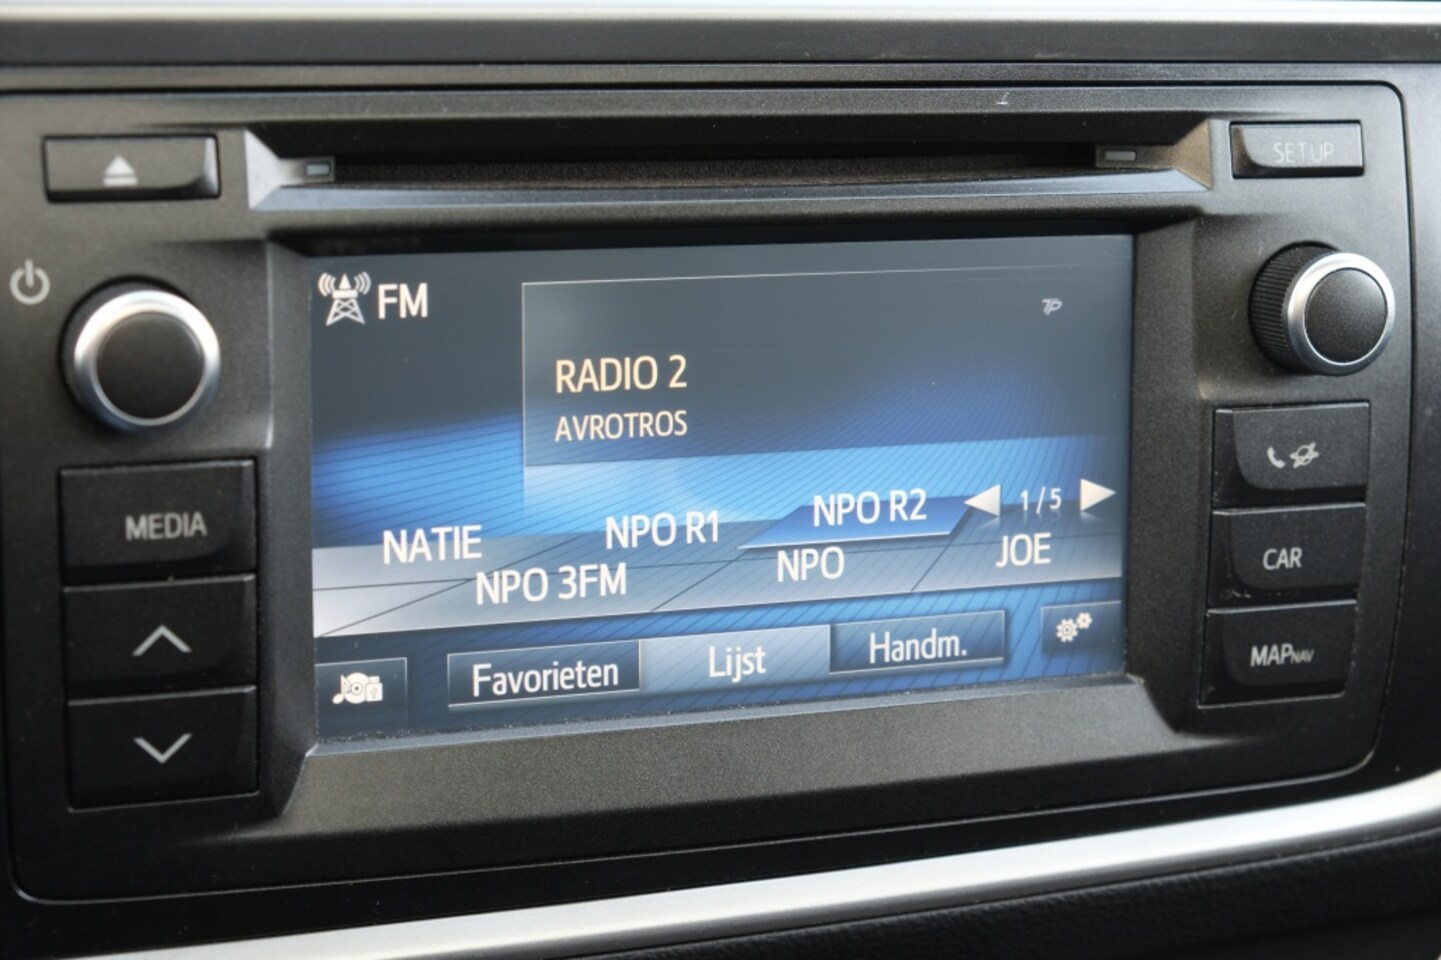 SETUP
FM
TP
RADIO 2
AVROTROS
NATIE NPO R1 NPO R2 1/5
NPO 3FM NPO JOE
Favorieten Lijst Handm.
MEDIA
CAR
MAPNAV